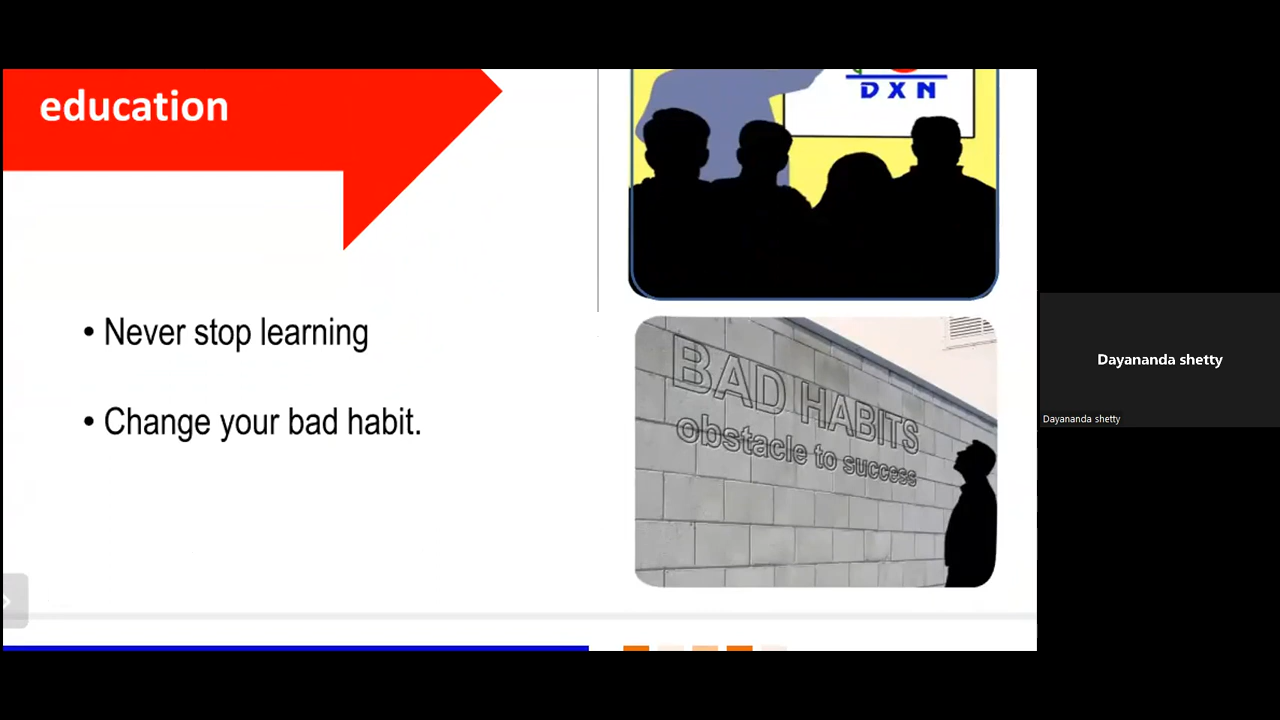 education
DXN
• Never stop learning
• Change your bad habit.
BAD HABITS
obstacle to success
Dayananda shetty
Dayananda shetty